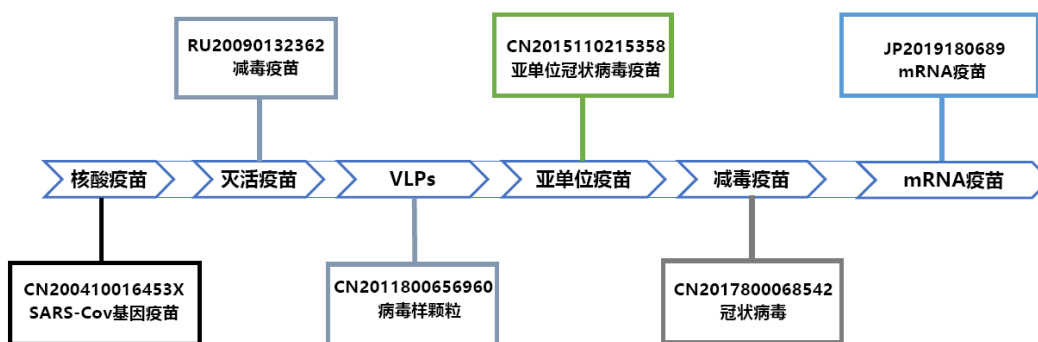 RU20090132362
减毒疫苗
CN2015110215358
亚单位冠状病毒疫苗
JP2019180689
mRNA疫苗
核酸疫苗
灭活疫苗
VLPs
亚单位疫苗
减毒疫苗
mRNA疫苗
CN200410016453X
SARS-Cov基因疫苗
CN2011800656960
病毒样颗粒
CN2017800068542
冠状病毒